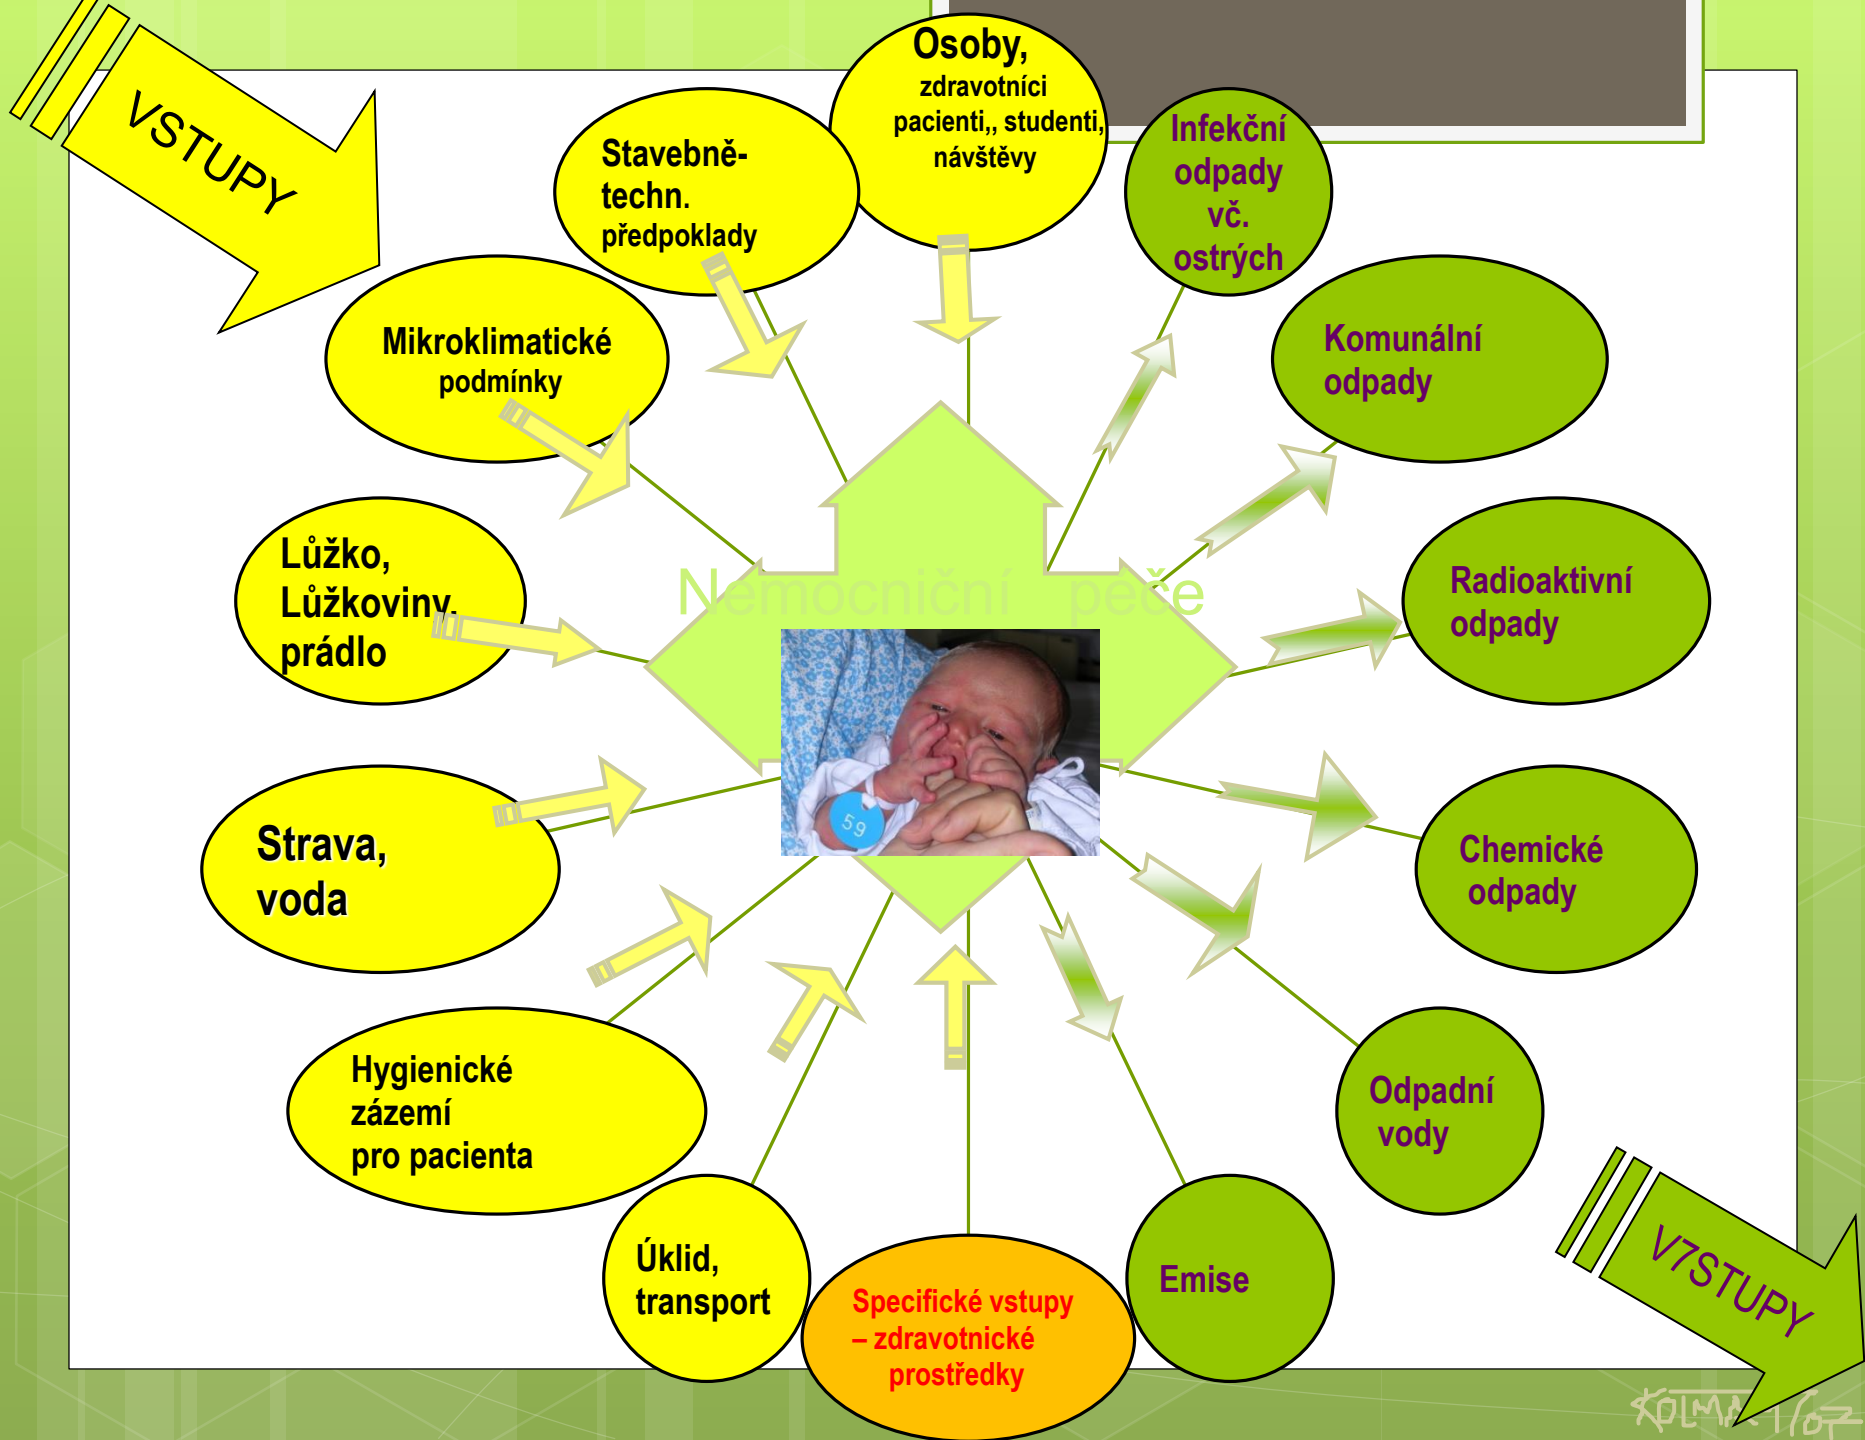 VSTUPY
Osoby,
zdravotníci
pacienti,, studenti,
návštěvy
Stavebně-
techn.
předpoklady
Mikroklimatické
podmínky
Lůžko,
Lůžkoviny,
prádlo
Strava,
voda
Hygienické
zázemí
pro pacienta
Úklid,
transport
Specifické vstupy
– zdravotnické
prostředky
Nemocniční péče
59
Infekční
odpady
vč.
ostrých
Komunální
odpady
Radioaktivní
odpady
Chemické
odpady
Odpadní
vody
Emise
V7STUPY